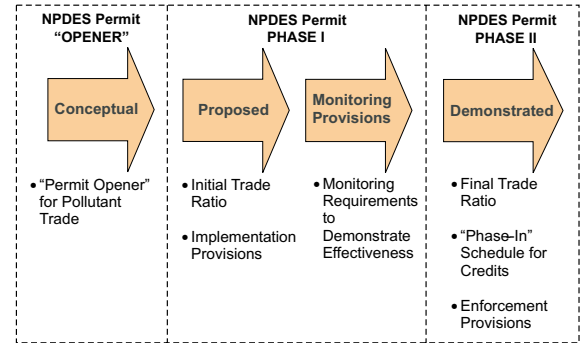 NPDES Permit
“OPENER”
Conceptual
• “Permit Opener”
for Pollutant
Trade
NPDES Permit
PHASE I
Proposed
• Initial Trade
Ratio
• Implementation
Provisions
Monitoring
Provisions
• Monitoring
Requirements
to
Demonstrate
Effectiveness
NPDES Permit
PHASE II
Demonstrated
• Final Trade
Ratio
• “Phase–In”
Schedule for
Credits
• Enforcement
Provisions